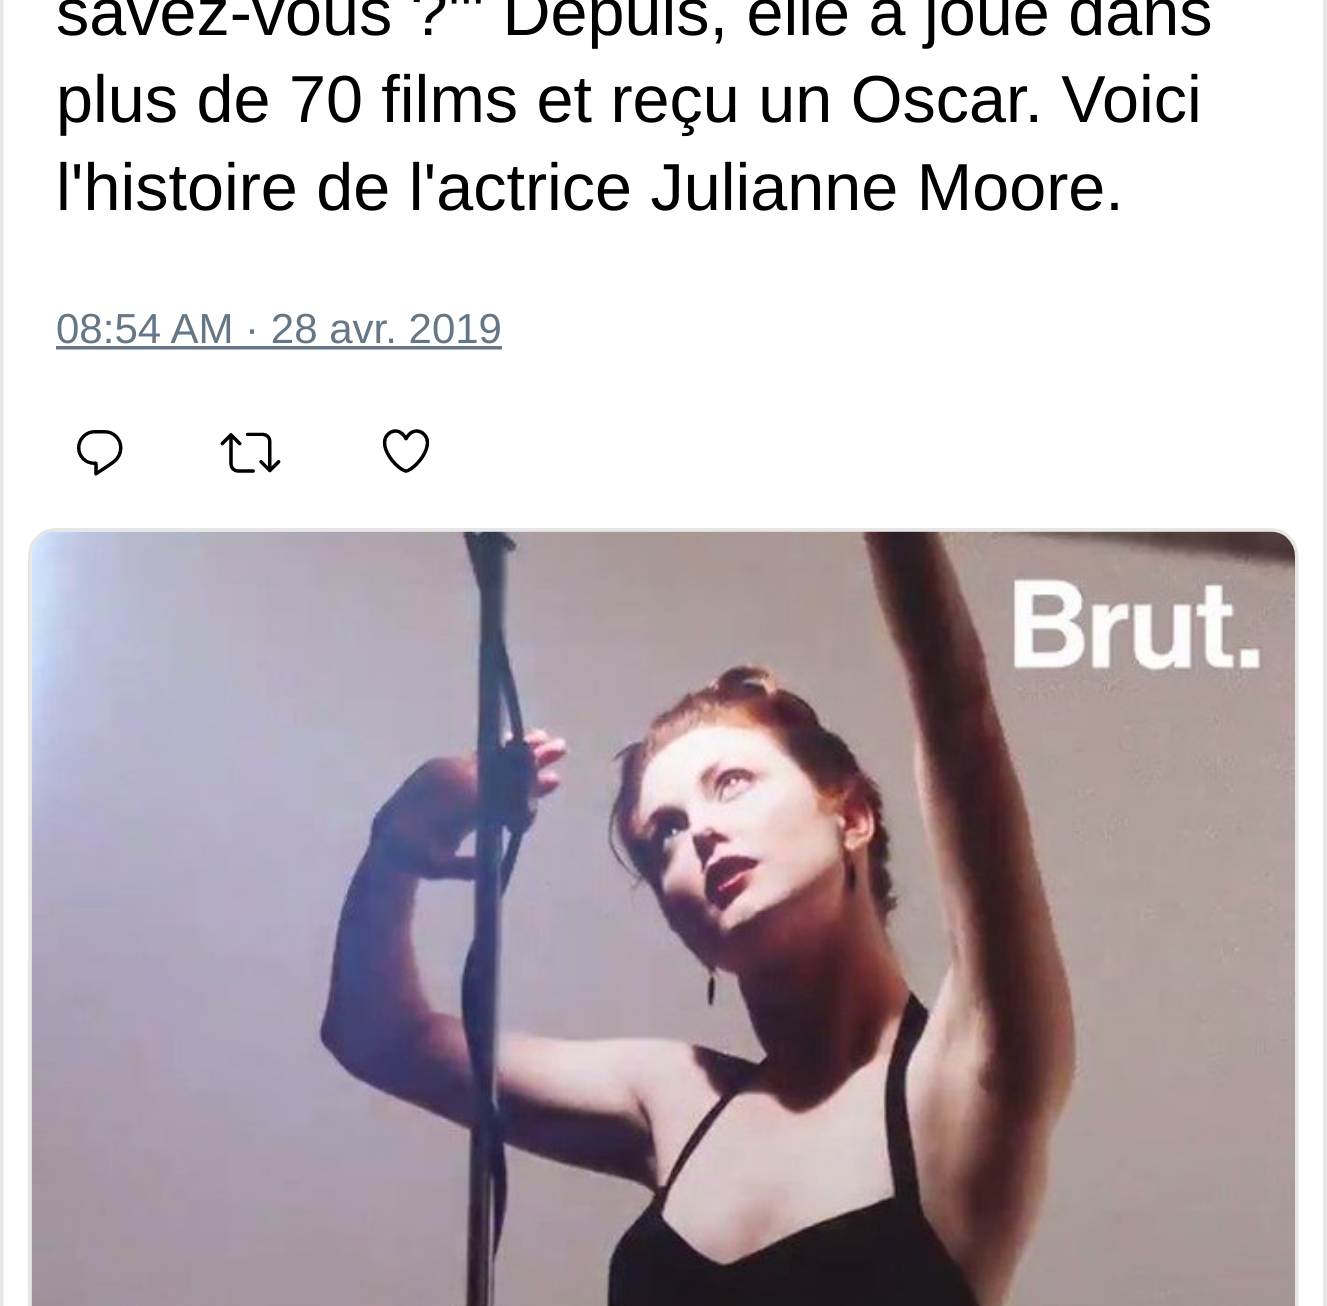 savez-vous ?"" Depuis, elle a joué dans
plus de 70 films et reçu un Oscar. Voici
l'histoire de l'actrice Julianne Moore.
08:54 AM · 28 avr. 2019
Brut.